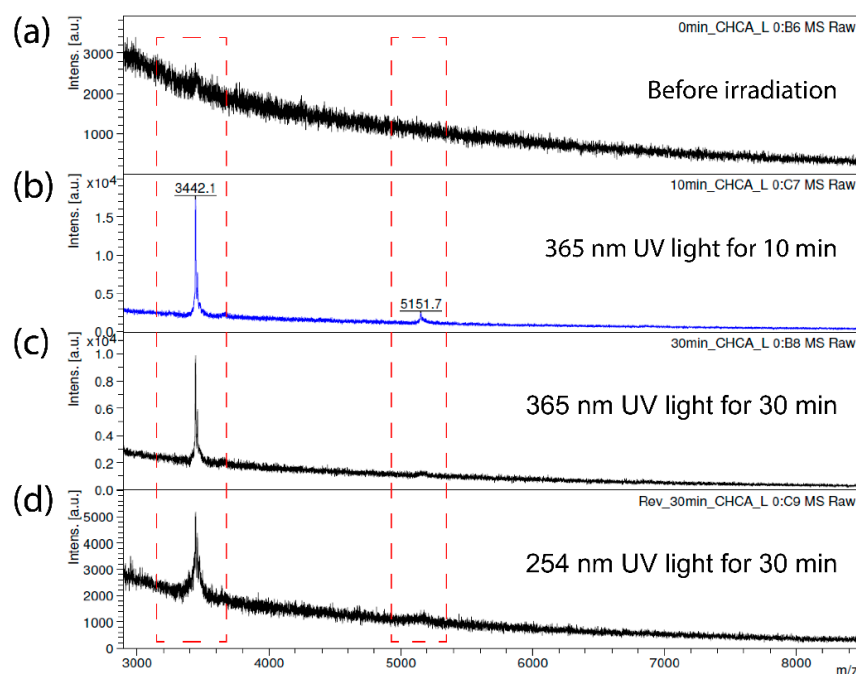 (a)
0min_CHCA_L 0:B6 MS Raw
Intens. [a.u.]
3000
2000
1000
Before irradiation
(b)
10min_CHCA_L 0:C7 MS Raw
Intens. [a.u.]
x10^4
1.5
1.0
0.5
0.0
3442.1
5151.7
365 nm UV light for 10 min
(c)
30min_CHCA_L 0:B8 MS Raw
Intens. [a.u.]
x10^4
1.0
0.8
0.6
0.4
0.2
0.0
365 nm UV light for 30 min
(d)
Rev_30min_CHCA_L 0:C9 MS Raw
Intens. [a.u.]
5000
4000
3000
2000
1000
0
254 nm UV light for 30 min
3000 4000 5000 6000 7000 8000
m/z